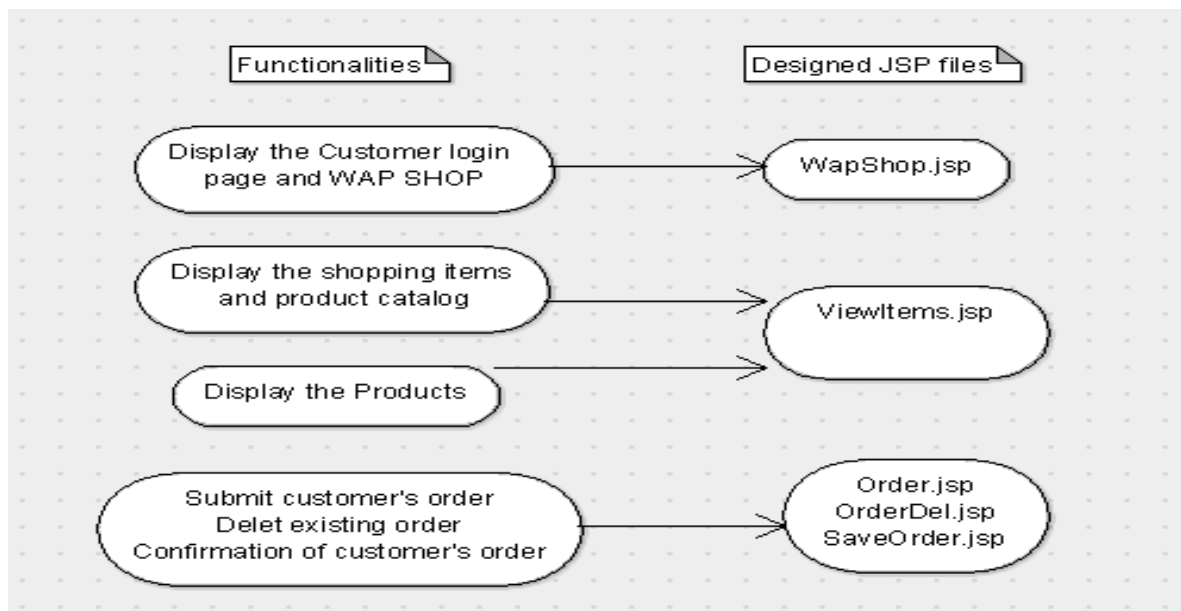 Functionalities
Designed JSP files
Display the Customer login
page and WAP SHOP
WapShop.jsp
Display the shopping items
and product catalog
ViewItems.jsp
Display the Products
Submit customer's order
Delet existing order
Confirmation of customer's order
Order.jsp
OrderDel.jsp
SaveOrder.jsp